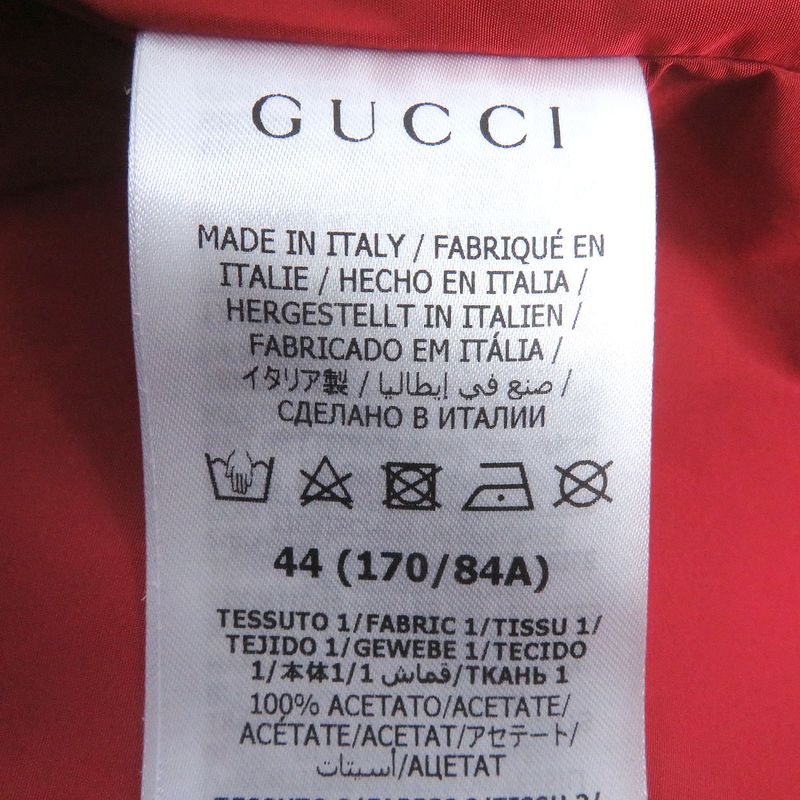 GUCCI
MADE IN ITALY / FABRIQUÉ EN
ITALIE / HECHO EN ITALIA /
HERGESTELLT IN ITALIEN /
FABRICADO EM ITÁLIA /
イタリア製 / صنع في إيطاليا /
СДЕЛАНО В ИТАЛИИ
44 (170/84A)
TESSUTO 1/FABRIC 1/TISSU 1/
TEJIDO 1/GEWEBE 1/TECIDO
1/本体1/قماش 1/ТКАНЬ 1
100% ACETATO/ACETATE/
ACÉTATE/ACETAT/アセテート/
أسيتات/АЦЕТАТ